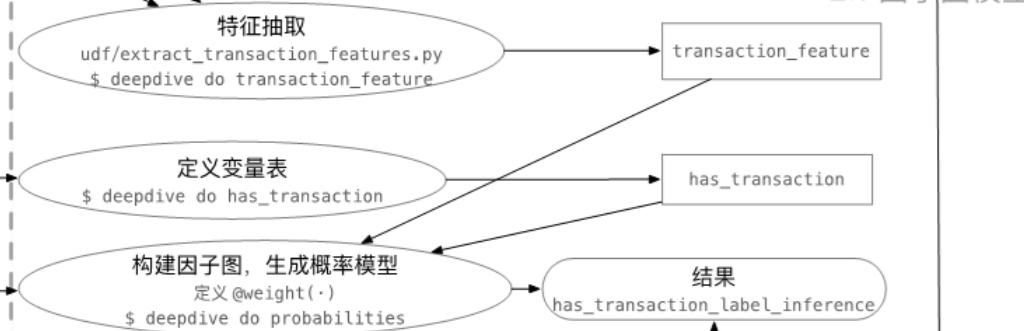 特征抽取
udf/extract_transaction_features.py
$ deepdive do transaction_feature
transaction_feature
定义变量表
$ deepdive do has_transaction
has_transaction
构建因子图，生成概率模型
定义 @weight(·)
$ deepdive do probabilities
结果
has_transaction_label_inference